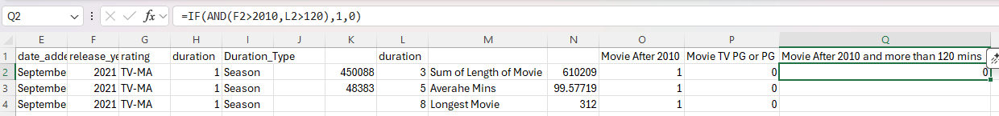 Q2 fx =IF(AND(F2>2010,L2>120),1,0)
E F G H I J K L M N O P Q
1 date_adde release_ye rating duration Duration_Type duration Movie After 2010 Movie TV PG or PG Movie After 2010 and more than 120 mins
2 Septembe 2021 TV-MA 1 Season 450088 3 Sum of Length of Movie 610209 1 0 0
3 Septembe 2021 TV-MA 1 Season 48383 5 Averahe Mins 99.57719 1 0
4 Septembe 2021 TV-MA 1 Season 8 Longest Movie 312 1 0